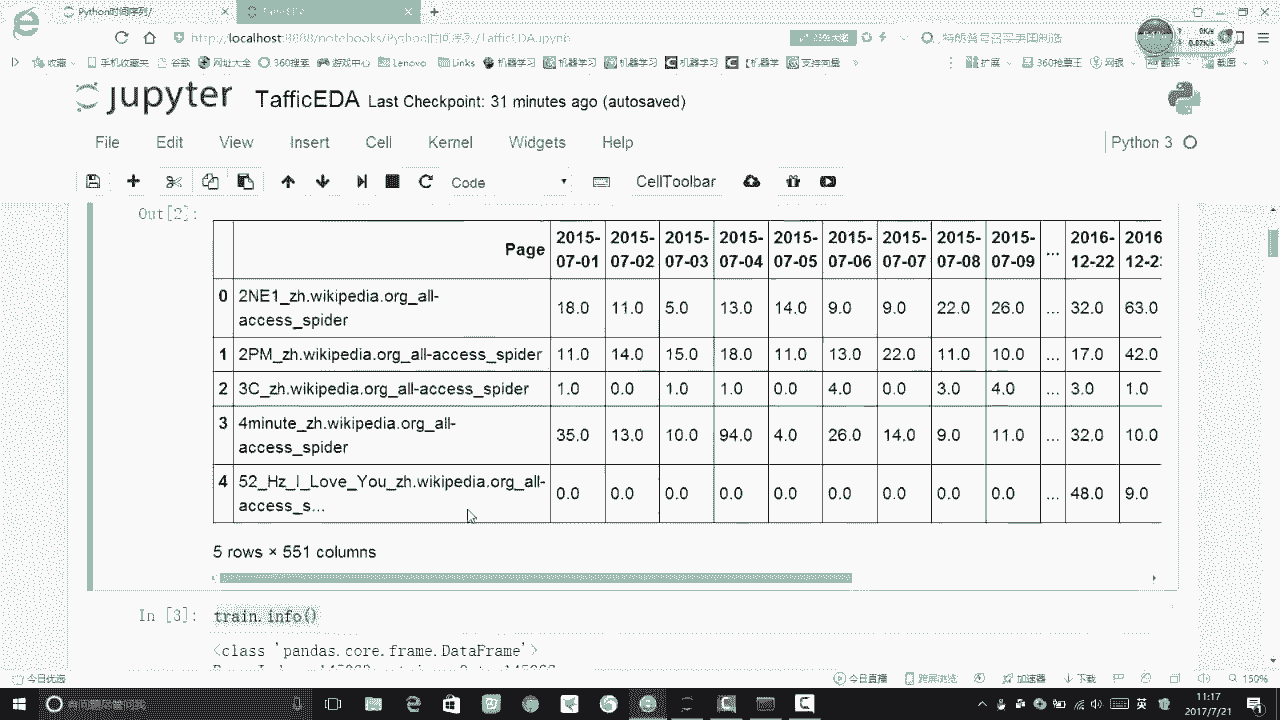 Python时间序列/
http://localhost:8888/notebooks/Python时间序列/TafficEDA.ipynb
收藏 手机收藏夹 谷歌 网址大全 360搜索 游戏中心 Lenovo Links 机器学习 机器学习 机器学习 机器学习 【机器学 支持向量 扩展 网银 翻译 截图
jupyter TafficEDA Last Checkpoint: 31 minutes ago (autosaved)
File Edit View Insert Cell Kernel Widgets Help Python 3
Code CellToolbar
Out[2]:
Page 2015-07-01 2015-07-02 2015-07-03 2015-07-04 2015-07-05 2015-07-06 2015-07-07 2015-07-08 2015-07-09 ... 2016-12-22 2016 12-23
0 2NE1_zh.wikipedia.org_all-access_spider 18.0 11.0 5.0 13.0 14.0 9.0 9.0 22.0 26.0 ... 32.0 63.0
1 2PM_zh.wikipedia.org_all-access_spider 11.0 14.0 15.0 18.0 11.0 13.0 22.0 11.0 10.0 ... 17.0 42.0
2 3C_zh.wikipedia.org_all-access_spider 1.0 0.0 1.0 1.0 0.0 4.0 0.0 3.0 4.0 ... 3.0 1.0
3 4minute_zh.wikipedia.org_all-access_spider 35.0 13.0 10.0 94.0 4.0 26.0 14.0 9.0 11.0 ... 32.0 10.0
4 52_Hz_I_Love_You_zh.wikipedia.org_all-access_s... 0.0 0.0 0.0 0.0 0.0 0.0 0.0 0.0 0.0 ... 48.0 9.0
5 rows × 551 columns
In [3]: train.info()
<class 'pandas.core.frame.DataFrame'>
今日优选 今日直播 跨屏浏览 加速器 下载 150%
英 11:17
2017/7/21